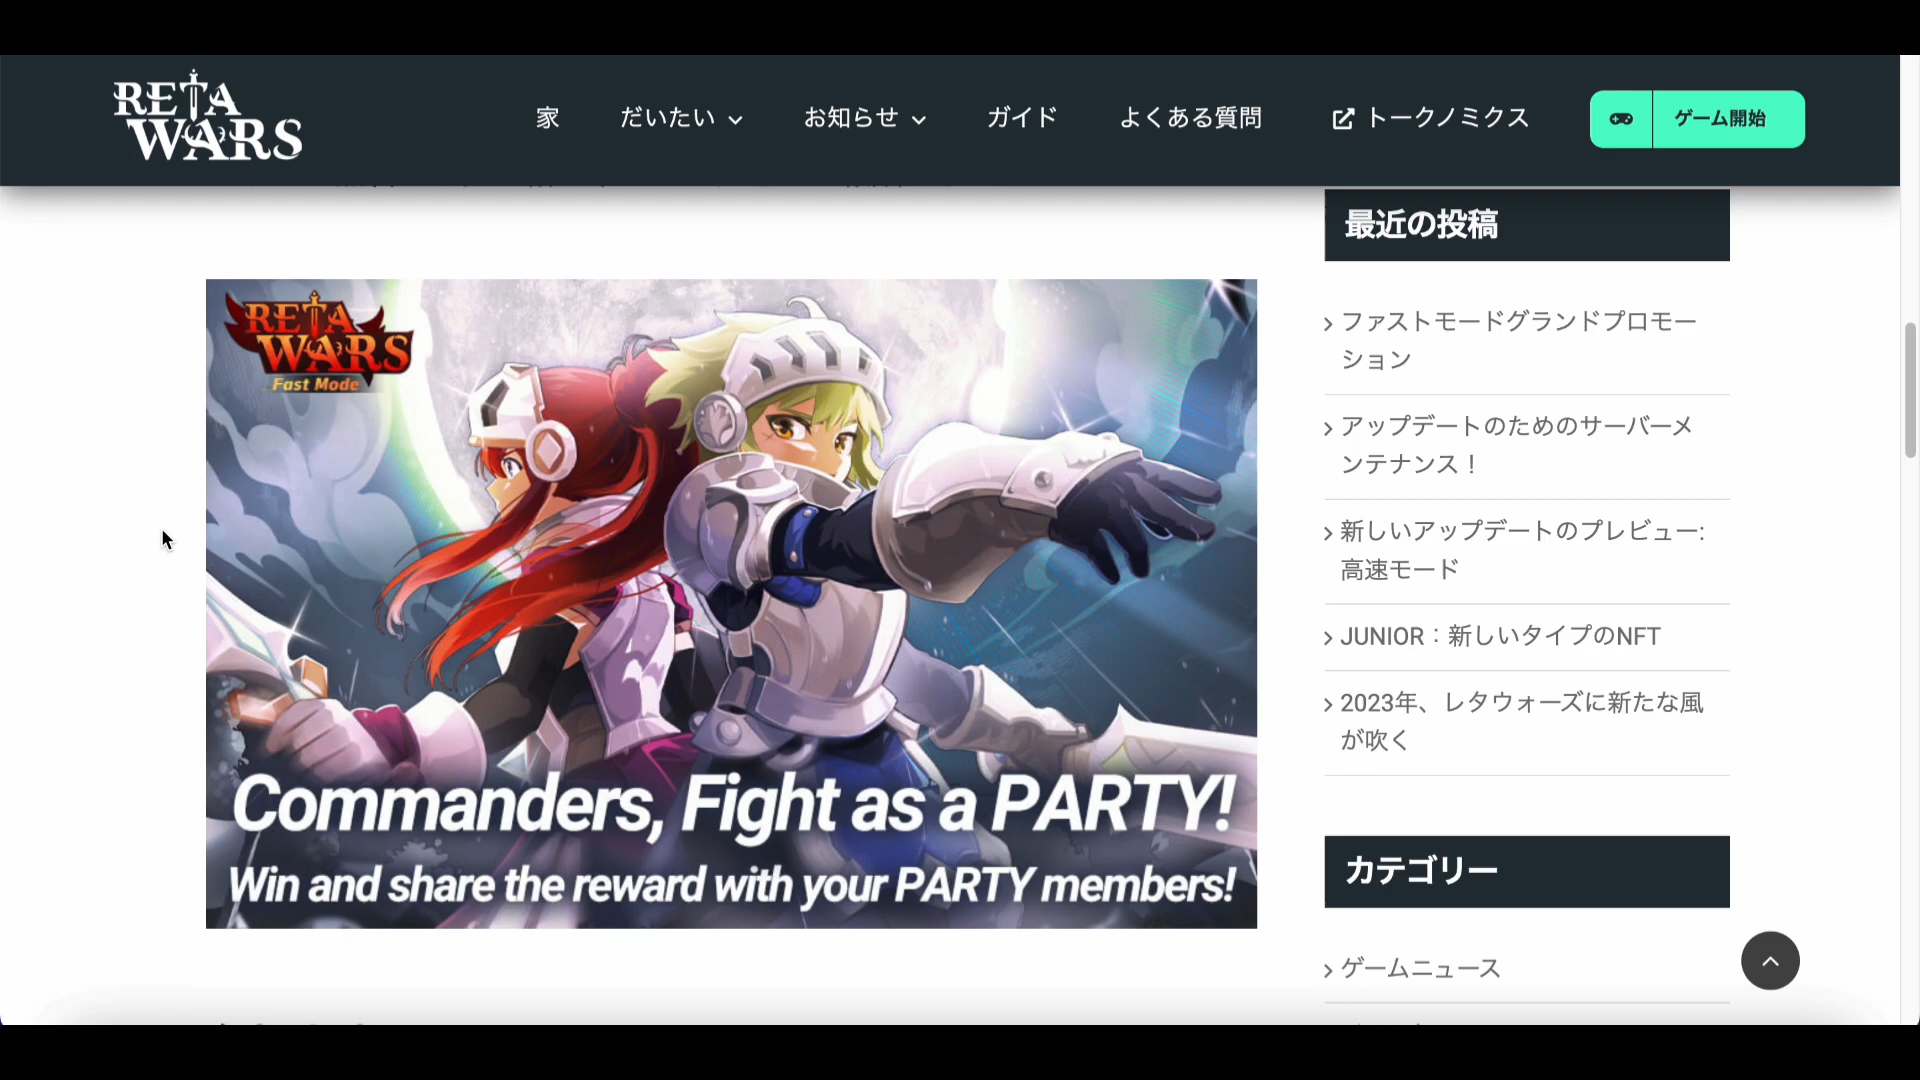 RETA
WARS
家
だいたい
お知らせ
ガイド
よくある質問
トークノミクス
ゲーム開始
RETA
WARS
Fast Mode
Commanders, Fight as a PARTY!
Win and share the reward with your PARTY members!
最近の投稿
ファストモードグランドプロモー
ション
アップデートのためのサーバーメ
ンテナンス！
新しいアップデートのプレビュー:
高速モード
JUNIOR：新しいタイプのNFT
2023年、レタウォーズに新たな風
が吹く
カテゴリー
ゲームニュース